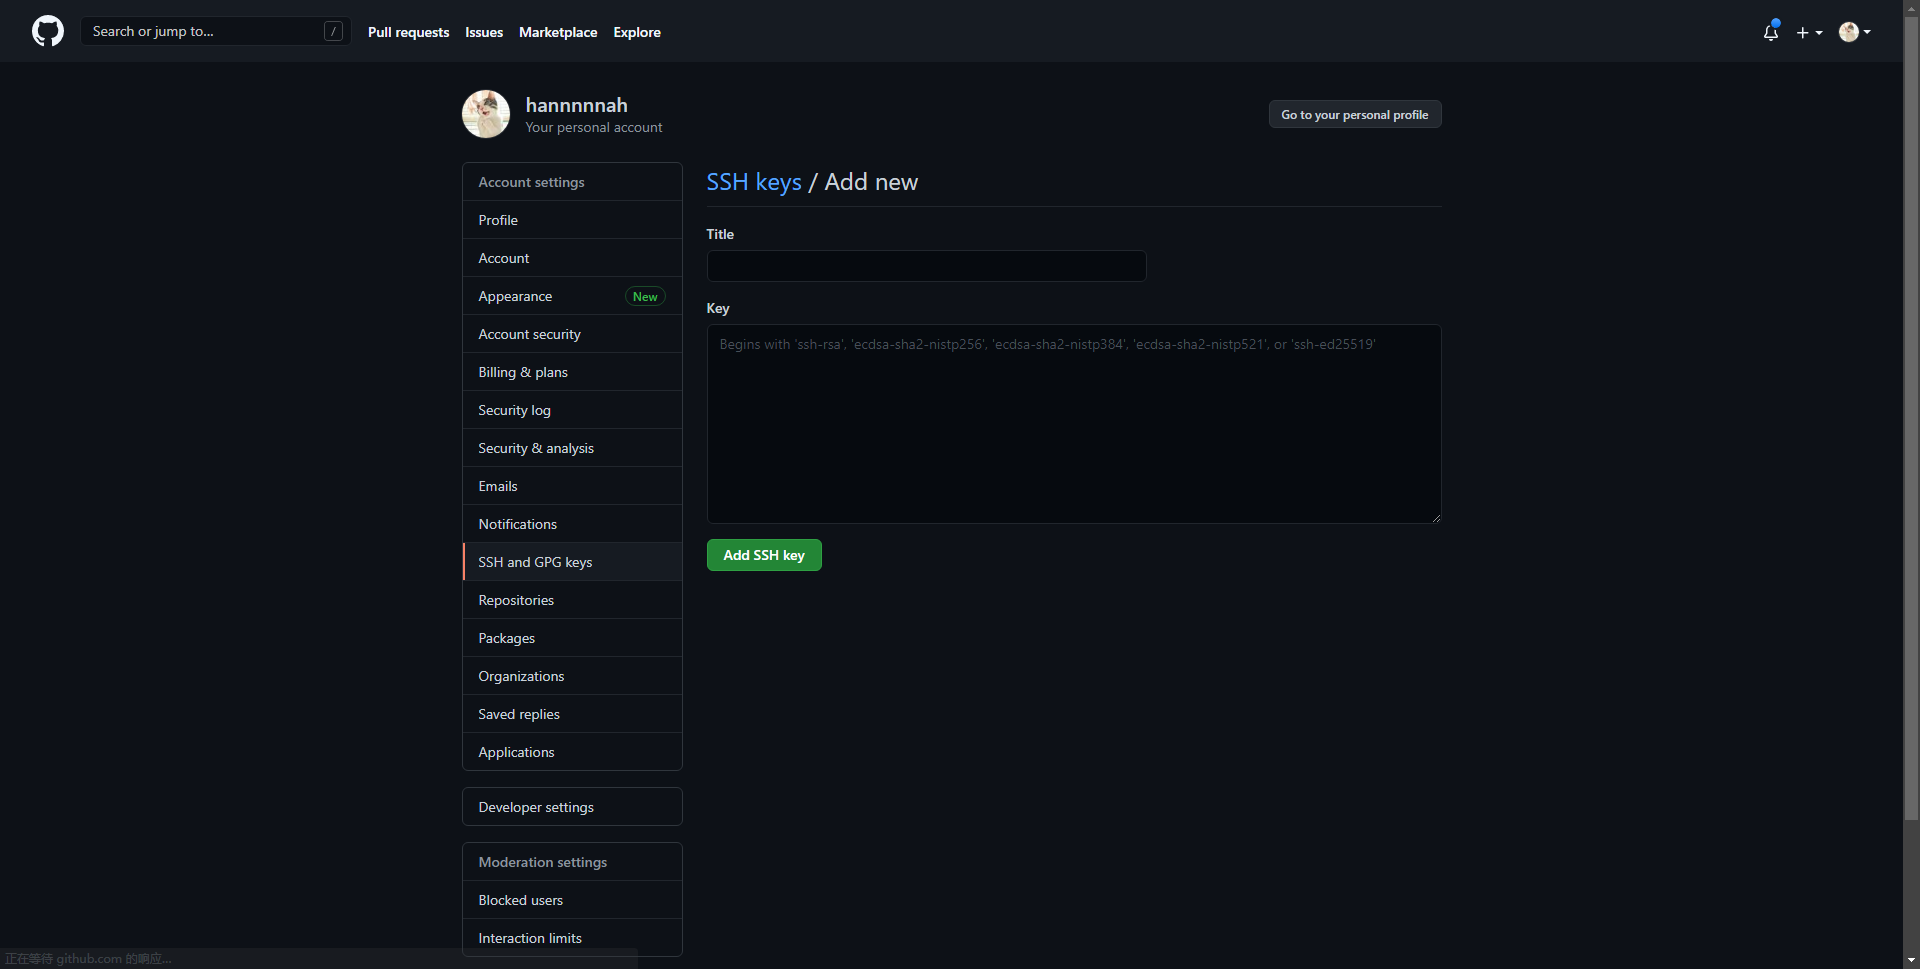 Search or jump to...
/
Pull requests
Issues
Marketplace
Explore
hannnnnah
Your personal account
Go to your personal profile
Account settings
Profile
Account
Appearance
New
Account security
Billing & plans
Security log
Security & analysis
Emails
Notifications
SSH and GPG keys
Repositories
Packages
Organizations
Saved replies
Applications
Developer settings
Moderation settings
Blocked users
Interaction limits
SSH keys / Add new
Title
Key
Begins with 'ssh-rsa', 'ecdsa-sha2-nistp256', 'ecdsa-sha2-nistp384', 'ecdsa-sha2-nistp521', or 'ssh-ed25519'
Add SSH key
正在等待 github.com 的响应...